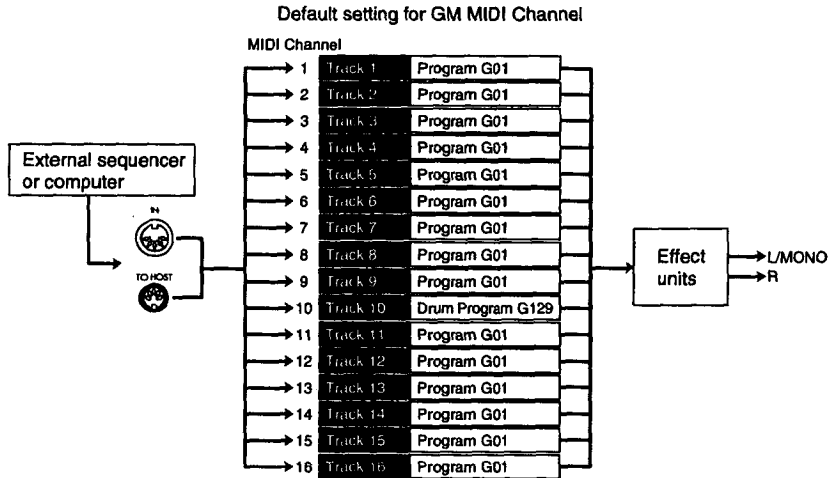 Default setting for GM MIDI Channel
MIDI Channel
1 Track 1 Program G01
2 Track 2 Program G01
3 Track 3 Program G01
4 Track 4 Program G01
5 Track 5 Program G01
6 Track 6 Program G01
7 Track 7 Program G01
8 Track 8 Program G01
9 Track 9 Program G01
10 Track 10 Drum Program G129
11 Track 11 Program G01
12 Track 12 Program G01
13 Track 13 Program G01
14 Track 14 Program G01
15 Track 15 Program G01
16 Track 16 Program G01
External sequencer
or computer
IN
TO HOST
Effect
units
L/MONO
R